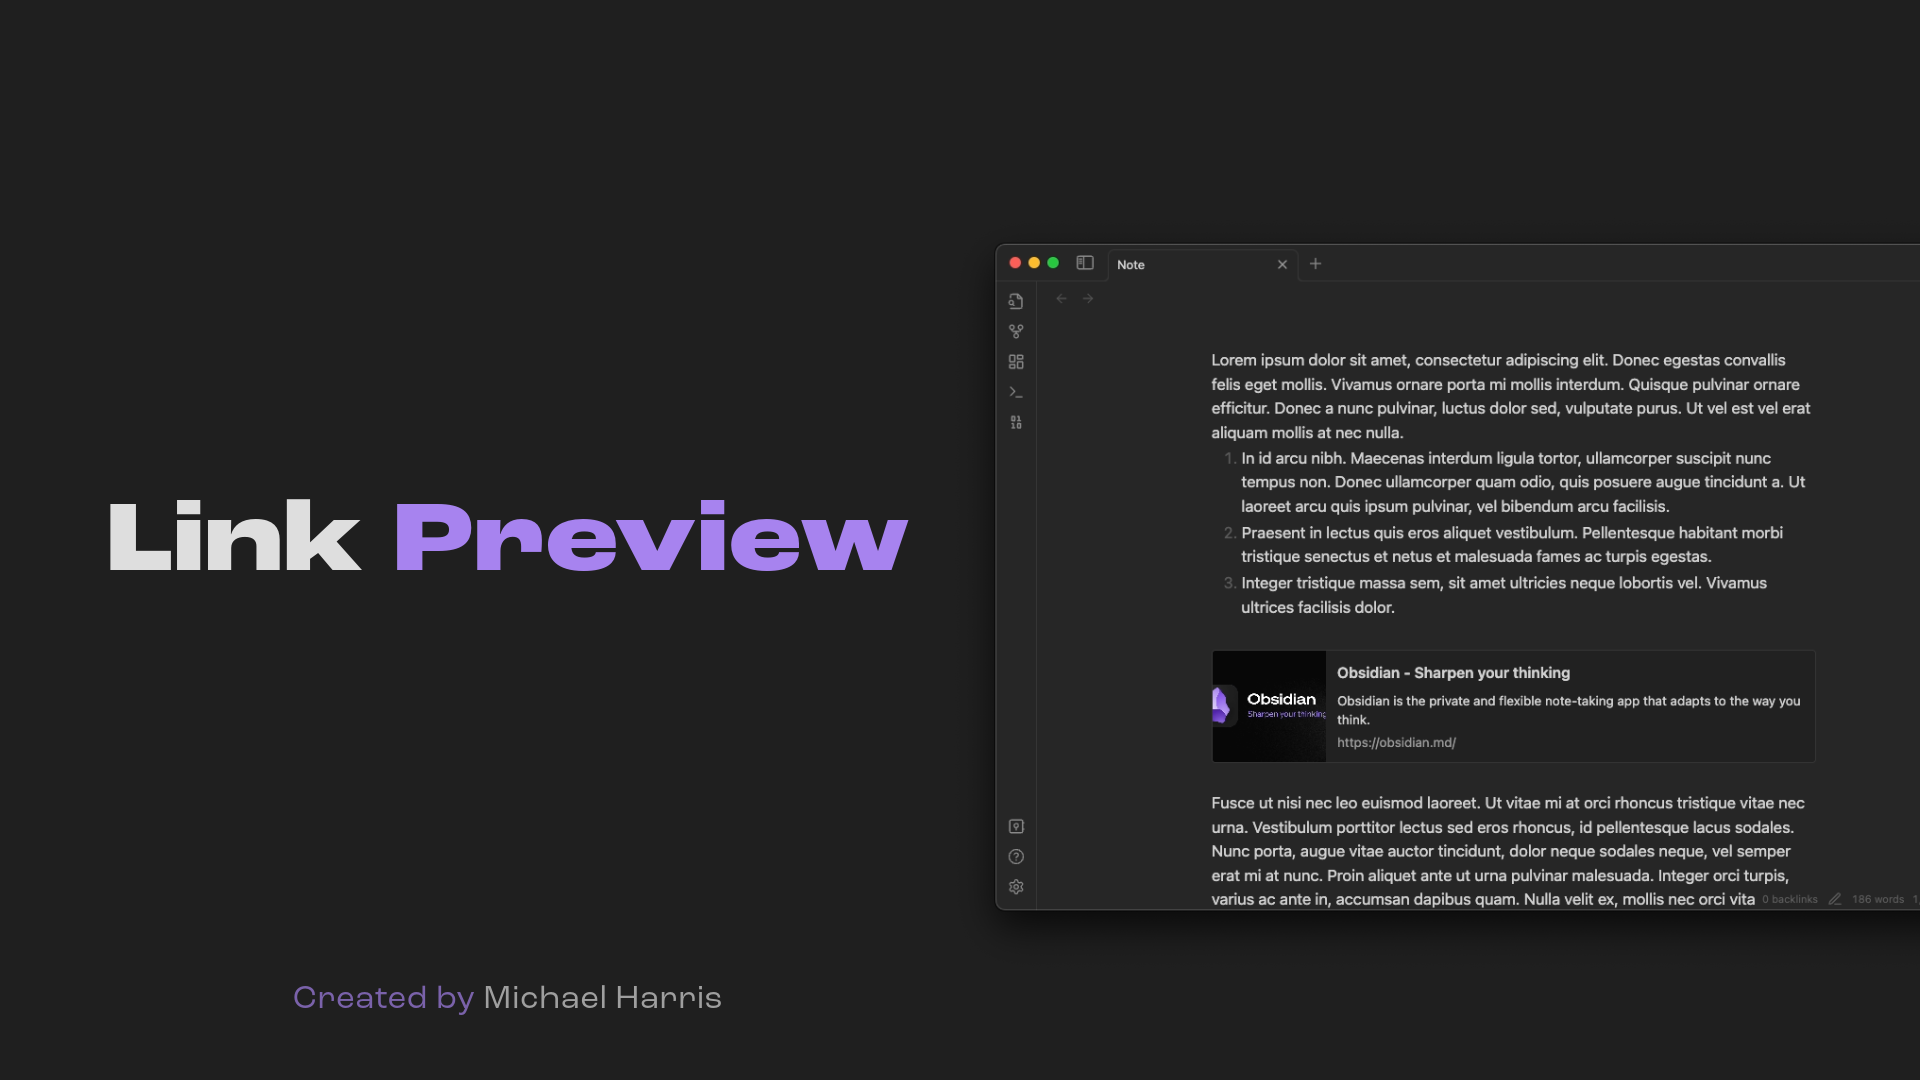 Link Preview
Created by Michael Harris
Note
Lorem ipsum dolor sit amet, consectetur adipiscing elit. Donec egestas convallis
felis eget mollis. Vivamus ornare porta mi mollis interdum. Quisque pulvinar ornare
efficitur. Donec a nunc pulvinar, luctus dolor sed, vulputate purus. Ut vel est vel erat
aliquam mollis at nec nulla.
1. In id arcu nibh. Maecenas interdum ligula tortor, ullamcorper suscipit nunc
tempus non. Donec ullamcorper quam odio, quis posuere augue tincidunt a. Ut
laoreet arcu quis ipsum pulvinar, vel bibendum arcu facilisis.
2. Praesent in lectus quis eros aliquet vestibulum. Pellentesque habitant morbi
tristique senectus et netus et malesuada fames ac turpis egestas.
3. Integer tristique massa sem, sit amet ultricies neque lobortis vel. Vivamus
ultrices facilisis dolor.
Obsidian
Sharpen your thinking
Obsidian - Sharpen your thinking
Obsidian is the private and flexible note-taking app that adapts to the way you
think.
https://obsidian.md/
Fusce ut nisi nec leo euismod laoreet. Ut vitae mi at orci rhoncus tristique vitae nec
urna. Vestibulum porttitor lectus sed eros rhoncus, id pellentesque lacus sodales.
Nunc porta, augue vitae auctor tincidunt, dolor neque sodales neque, vel semper
erat mi at nunc. Proin aliquet ante ut urna pulvinar malesuada. Integer orci turpis,
varius ac ante in, accumsan dapibus quam. Nulla velit ex, mollis nec orci vita
0 backlinks 186 words 1,